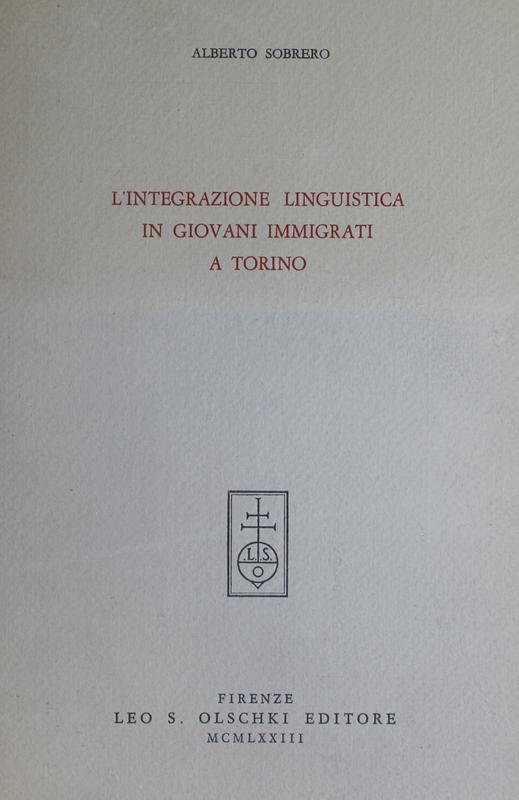 ALBERTO SOBRERO
L'INTEGRAZIONE LINGUISTICA
IN GIOVANI IMMIGRATI
A TORINO
.L.S.
FIRENZE
LEO S. OLSCHKI EDITORE
MCMLXXIII